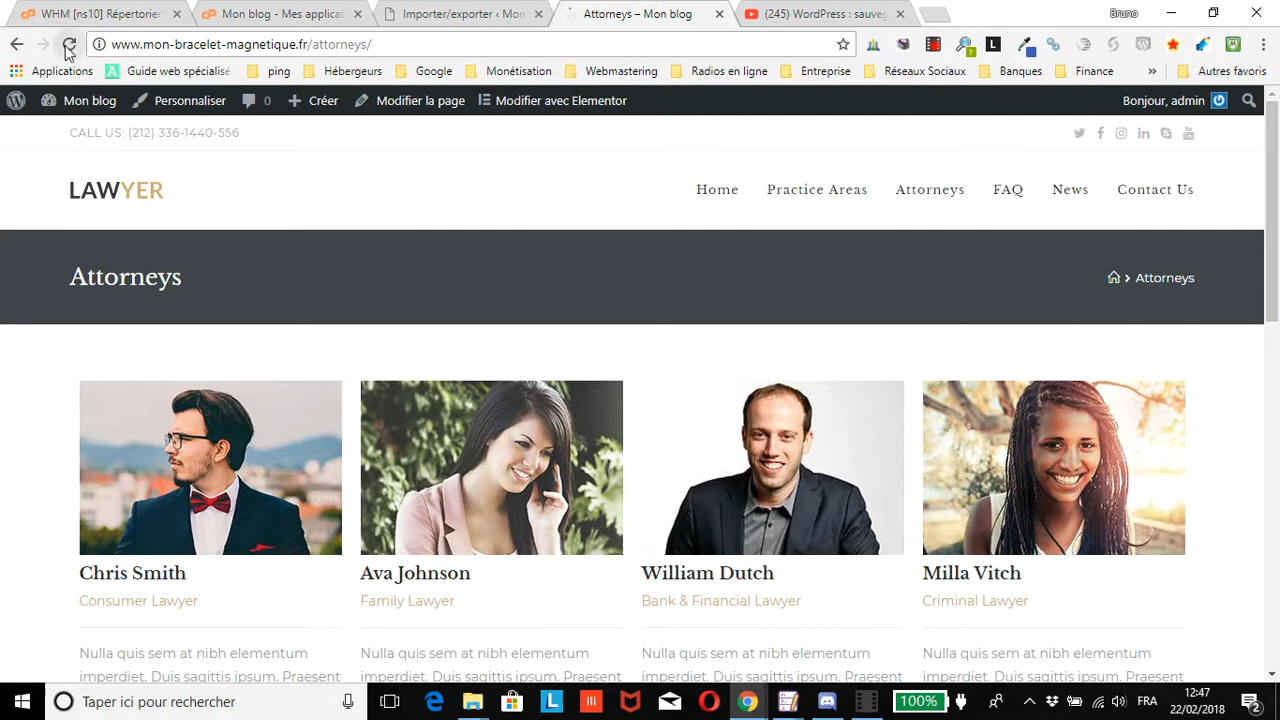 WHM [ns10] Répertorier
Mon blog - Mes applicat
Importer/exporter ‹ Mon
Attorneys – Mon blog
(245) WordPress : sauve
Bruno
www.mon-bracelet-magnetique.fr/attorneys/
Applications
Guide web spécialisé
ping
Hébergeurs
Google
Monétisation
Webmastering
Radios en ligne
Entreprise
Réseaux Sociaux
Banques
Finance
»
Autres favoris
Mon blog
Personnaliser
0
Créer
Modifier la page
Modifier avec Elementor
Bonjour, admin
CALL US: (212) 336-1440-556
LAWYER
Home
Practice Areas
Attorneys
FAQ
News
Contact Us
Attorneys
Attorneys
Chris Smith
Ava Johnson
William Dutch
Milla Vitch
Consumer Lawyer
Family Lawyer
Bank & Financial Lawyer
Criminal Lawyer
Nulla quis sem at nibh elementum
Nulla quis sem at nibh elementum
Nulla quis sem at nibh elementum
Nulla quis sem at nibh elementum
imperdiet. Duis sagittis ipsum. Praesent
imperdiet. Duis sagittis ipsum. Praesent
imperdiet. Duis sagittis ipsum. Praesent
imperdiet. Duis sagittis ipsum. Praesent
Taper ici pour rechercher
100%
FRA
12:47
22/02/2018
2